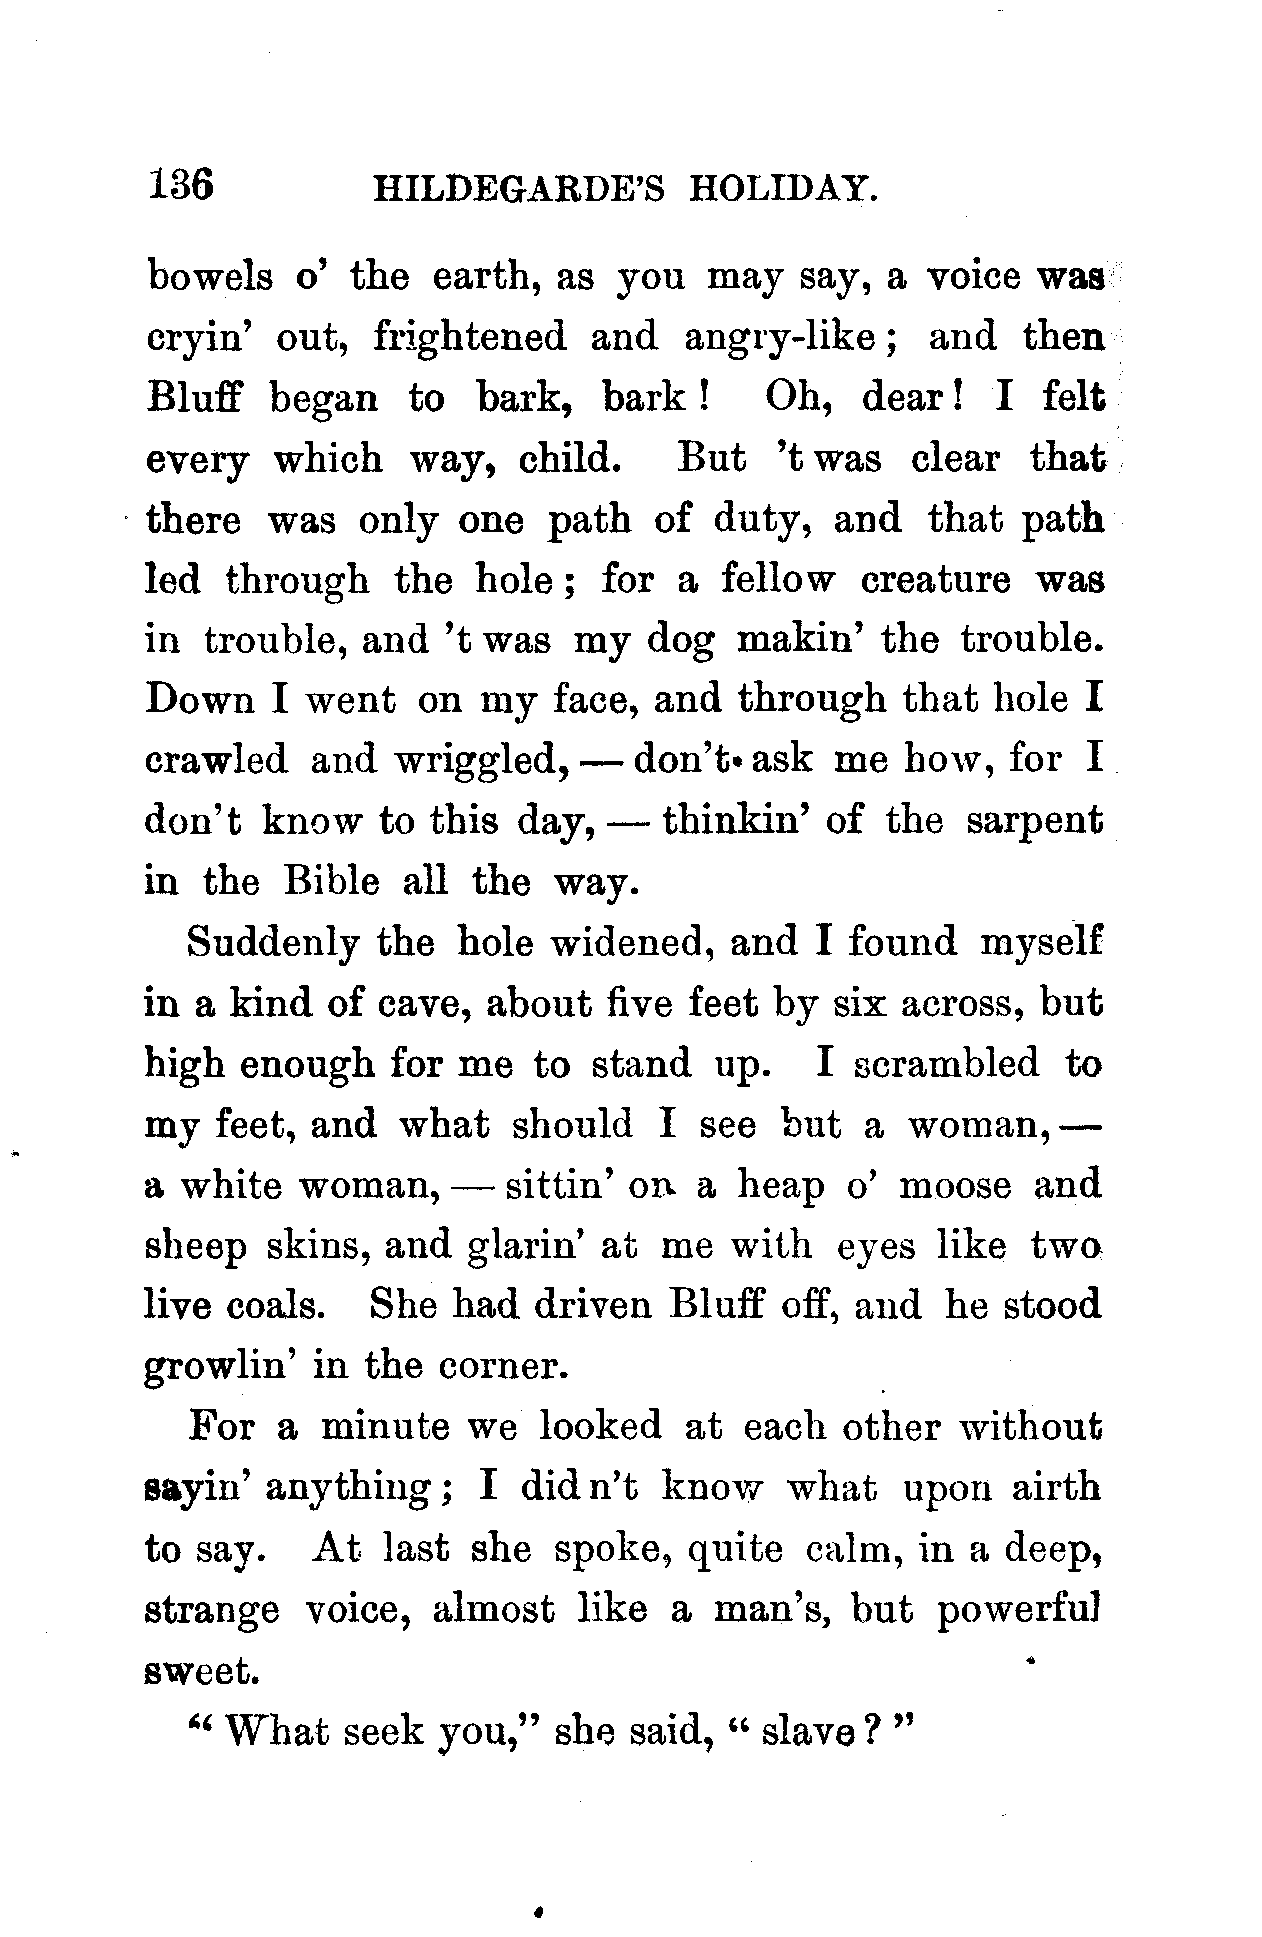 136 HILDEGARDE'S HOLIDAY.
bowels o' the earth, as you may say, a voice was
cryin' out, frightened and angry-like; and then
Bluff began to bark, bark! Oh, dear! I felt
every which way, child. But 't was clear that
there was only one path of duty, and that path
led through the hole; for a fellow creature was
in trouble, and 't was my dog makin' the trouble.
Down I went on my face, and through that hole I
crawled and wriggled, — don't ask me how, for I
don't know to this day, — thinkin' of the sarpent
in the Bible all the way.
Suddenly the hole widened, and I found myself
in a kind of cave, about five feet by six across, but
high enough for me to stand up. I scrambled to
my feet, and what should I see but a woman, —
a white woman, — sittin' on a heap o' moose and
sheep skins, and glarin' at me with eyes like two
live coals. She had driven Bluff off, and he stood
growlin' in the corner.
For a minute we looked at each other without
sayin' anything; I did n't know what upon airth
to say. At last she spoke, quite calm, in a deep,
strange voice, almost like a man's, but powerful
sweet.
"What seek you," she said, "slave?"